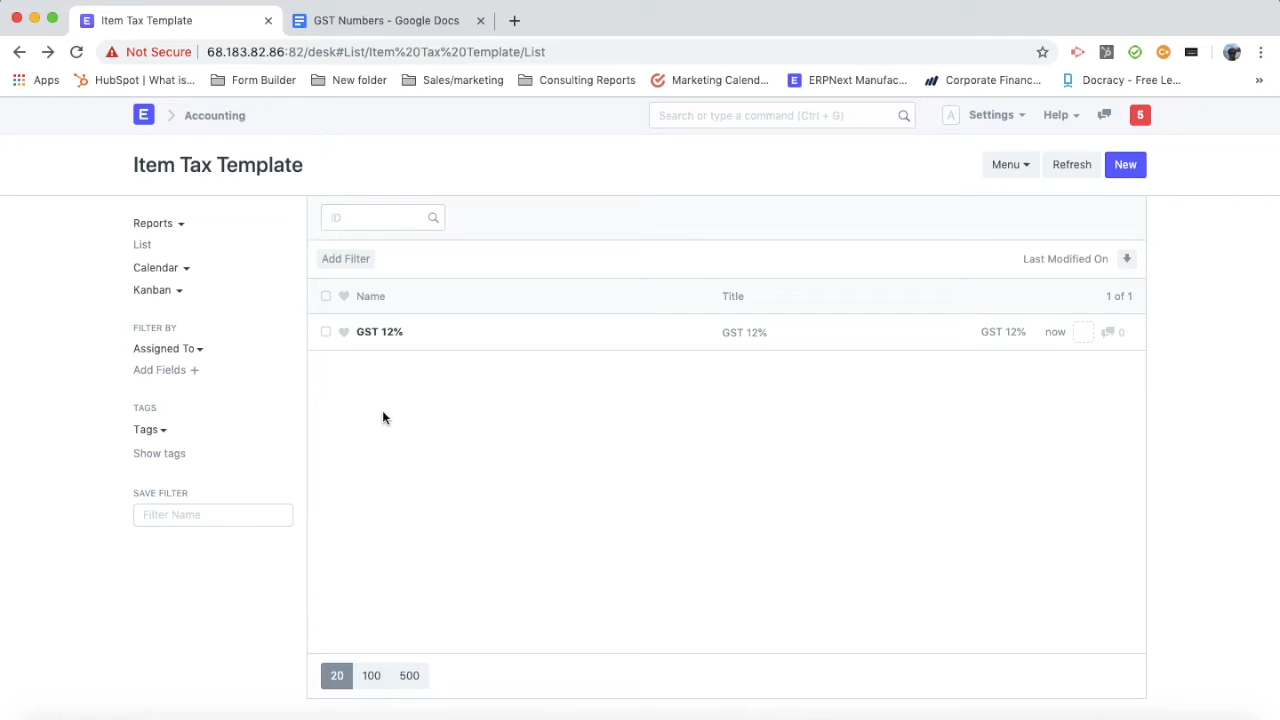 Item Tax Template
GST Numbers - Google Docs
Not Secure 68.183.82.86:82/desk#List/Item%20Tax%20Template/List
Apps HubSpot | What is... Form Builder New folder Sales/marketing Consulting Reports Marketing Calend... ERPNext Manufac... Corporate Financ... Docracy - Free Le... »
E Accounting Search or type a command (Ctrl + G) A Settings Help 5
Item Tax Template Menu Refresh New
Reports
List
Calendar
Kanban
FILTER BY
Assigned To
Add Fields +
TAGS
Tags
Show tags
SAVE FILTER
Filter Name
ID
Add Filter Last Modified On
Name Title 1 of 1
GST 12% GST 12% GST 12% now 0
20 100 500